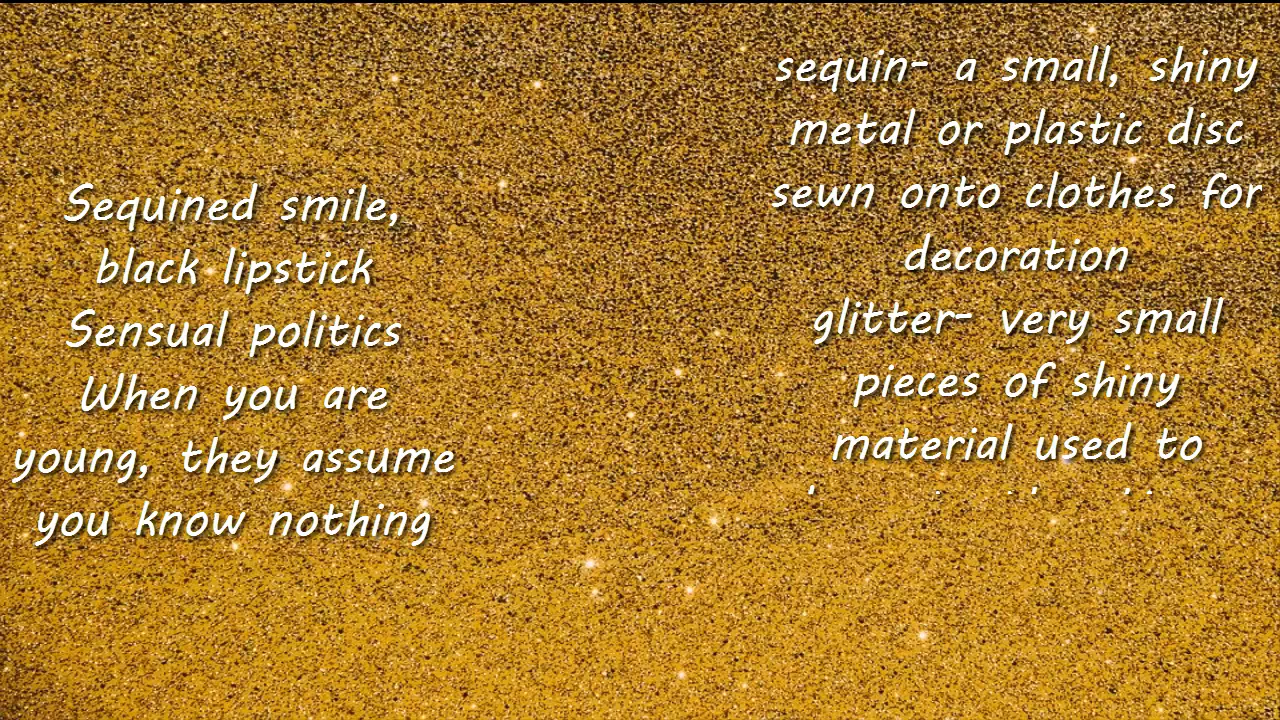 Sequined smile,
black lipstick
Sensual politics
When you are
young, they assume
you know nothing
sequin- a small, shiny
metal or plastic disc
sewn onto clothes for
decoration
glitter- very small
pieces of shiny
material used to